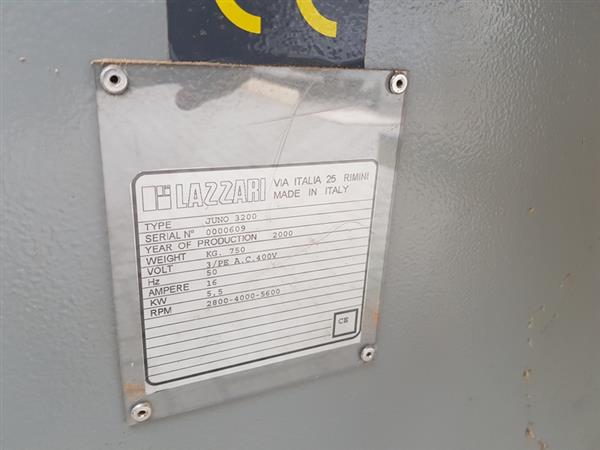 CE
LAZZARI
VIA ITALIA 25 RIMINI
MADE IN ITALY
TYPE JUNO 3200
SERIAL N° 0000609
YEAR OF PRODUCTION 2000
WEIGHT KG. 750
VOLT 3/PE A.C.400V
Hz 50
AMPERE 16
KW 5,5
RPM 2800-4000-5600
CE